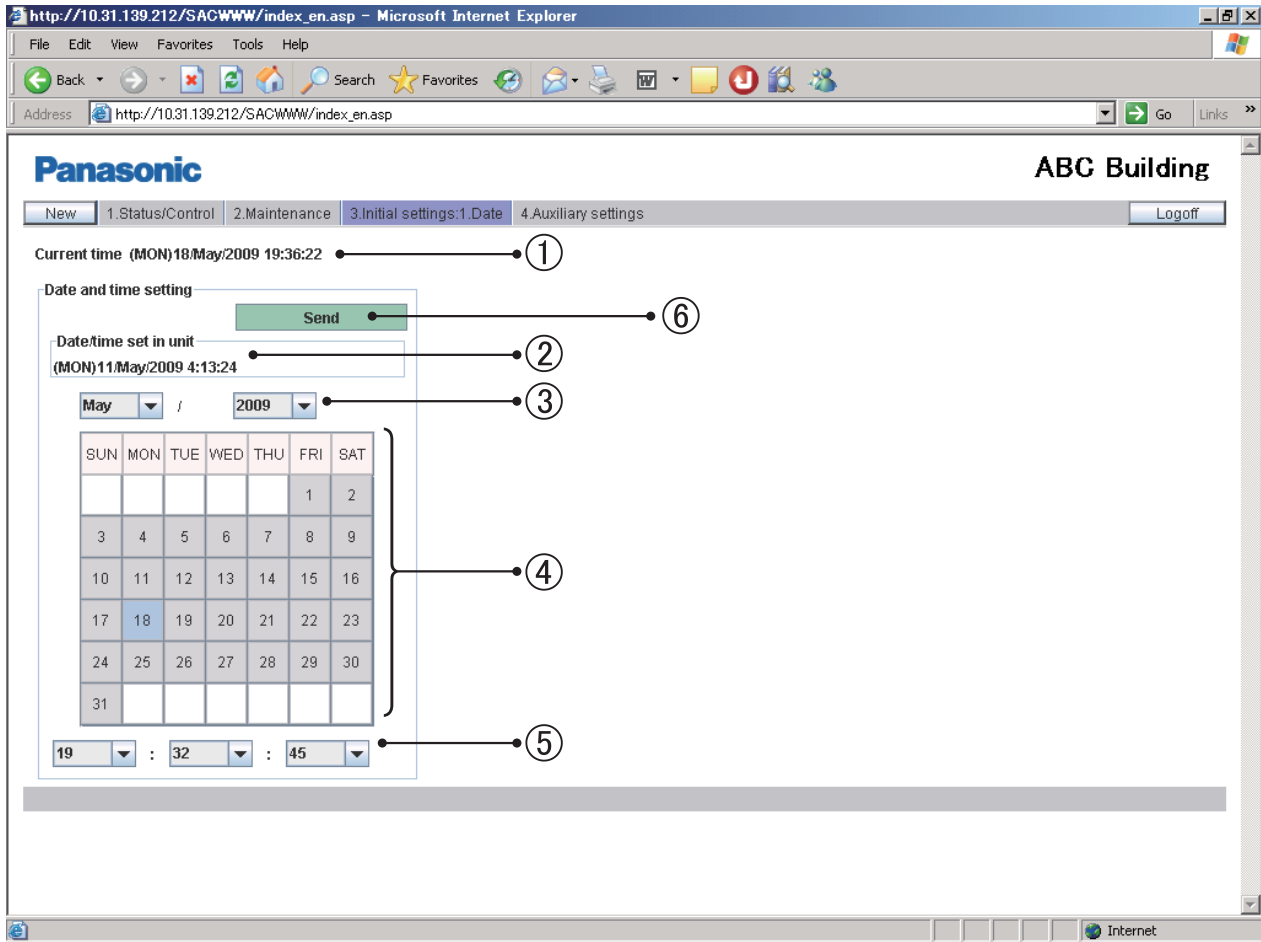 http://10.31.139.212/SACWWW/index_en.asp - Microsoft Internet Explorer
File Edit View Favorites Tools Help
Back Search Favorites
Address http://10.31.139.212/SACWWW/index_en.asp Go Links »
Panasonic ABC Building
New 1.Status/Control 2.Maintenance 3.Initial settings:1.Date 4.Auxiliary settings Logoff
Current time (MON)18/May/2009 19:36:22 ①
Date and time setting
Send ⑥
Date/time set in unit
②
(MON)11/May/2009 4:13:24
May / 2009 ③
SUN MON TUE WED THU FRI SAT
1 2
3 4 5 6 7 8 9
10 11 12 13 14 15 16
④
17 18 19 20 21 22 23
24 25 26 27 28 29 30
31
19 : 32 : 45 ⑤
Internet